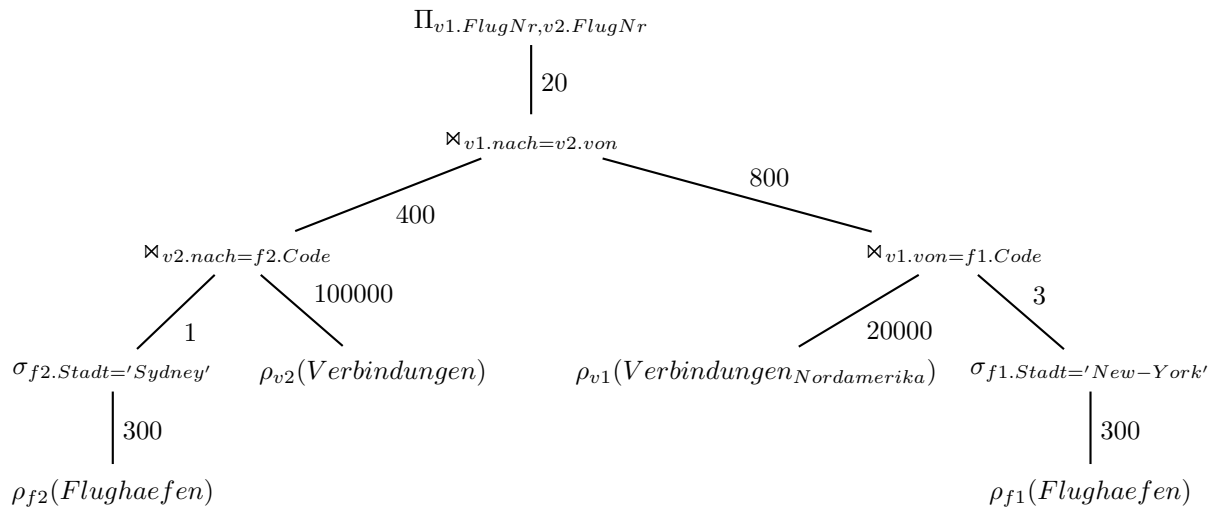 Π_{v1.FlugNr,v2.FlugNr}
20
⋈_{v1.nach=v2.von}
800
400
⋈_{v2.nach=f2.Code} ⋈_{v1.von=f1.Code}
100000 3
1 20000
σ_{f2.Stadt='Sydney'} ρ_{v2}(Verbindungen) ρ_{v1}(Verbindungen_{Nordamerika}) σ_{f1.Stadt='New−York'}
300 300
ρ_{f2}(Flughaefen) ρ_{f1}(Flughaefen)